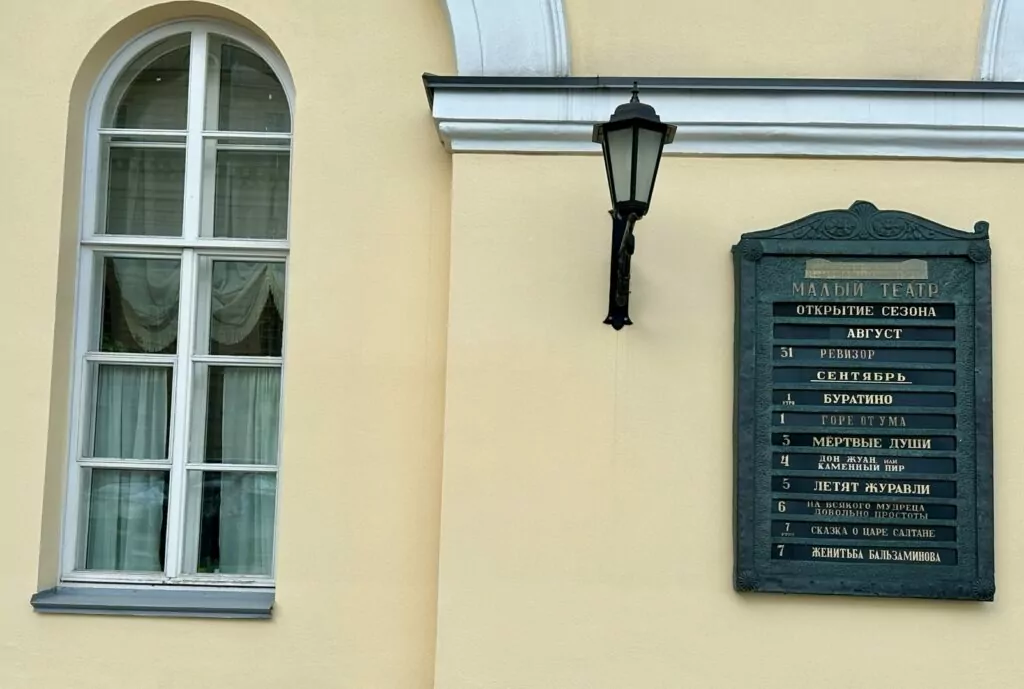 МАЛЫЙ ТЕАТР
ОТКРЫТИЕ СЕЗОНА
АВГУСТ
31 РЕВИЗОР
СЕНТЯБРЬ
1 УТРО БУРАТИНО
1 ГОРЕ ОТ УМА
3 МЁРТВЫЕ ДУШИ
4 ДОН ЖУАН, ИЛИ
КАМЕННЫЙ ПИР
5 ЛЕТЯТ ЖУРАВЛИ
6 НА ВСЯКОГО МУДРЕЦА
ДОВОЛЬНО ПРОСТОТЫ
7 УТРО СКАЗКА О ЦАРЕ САЛТАНЕ
7 ЖЕНИТЬБА БАЛЬЗАМИНОВА